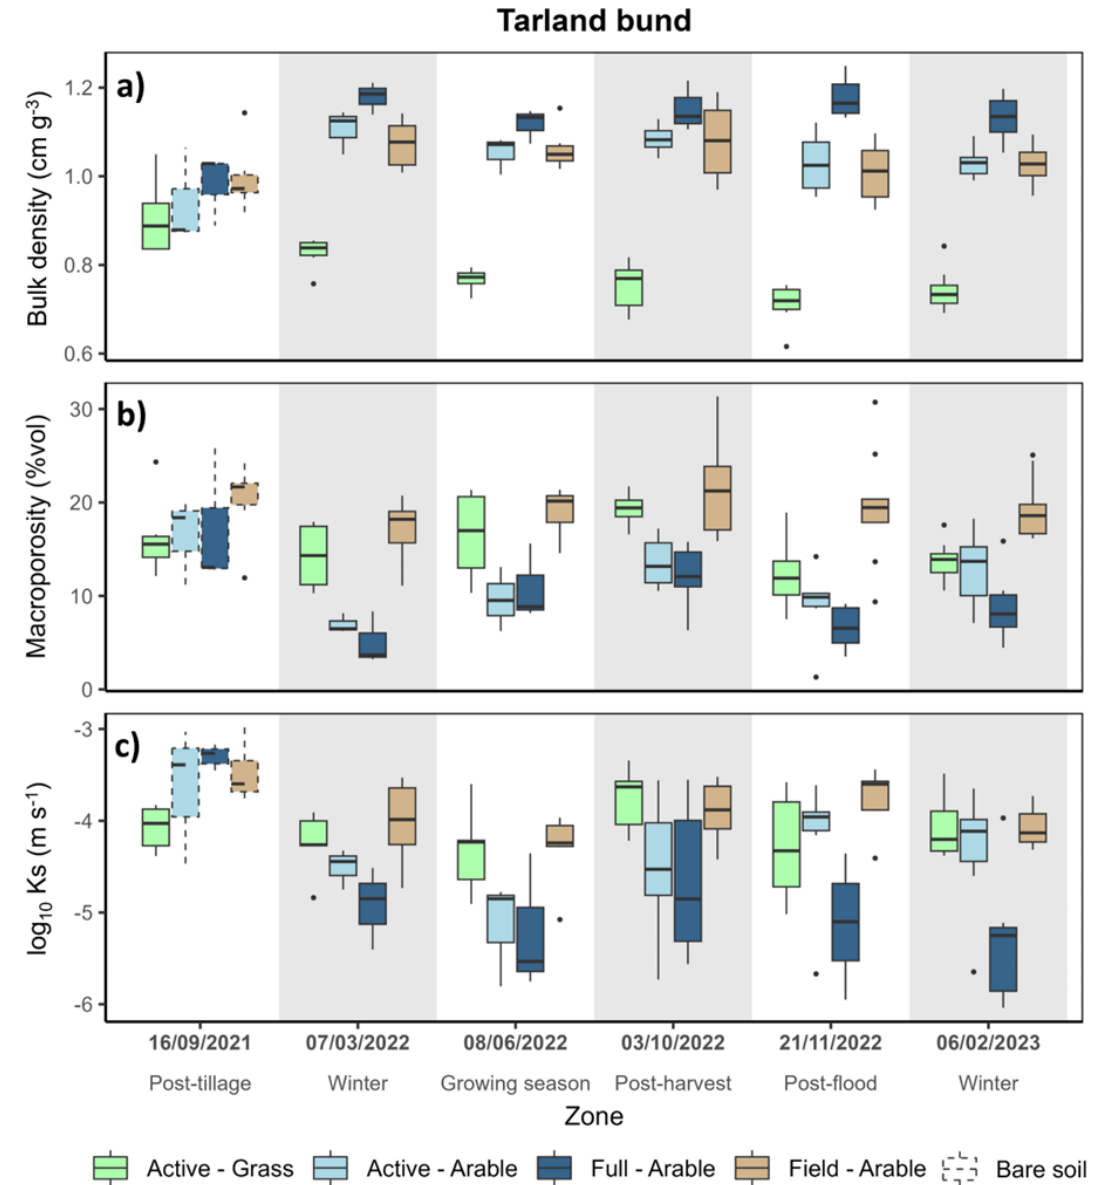 Tarland bund
a)
Bulk density (cm g-3)
1.2
1.0
0.8
0.6
b)
Macroporosity (%vol)
30
20
10
0
c)
log10 Ks (m s-1)
-3
-4
-5
-6
16/09/2021 07/03/2022 08/06/2022 03/10/2022 21/11/2022 06/02/2023
Post-tillage Winter Growing season Post-harvest Post-flood Winter
Zone
Active - Grass Active - Arable Full - Arable Field - Arable Bare soil